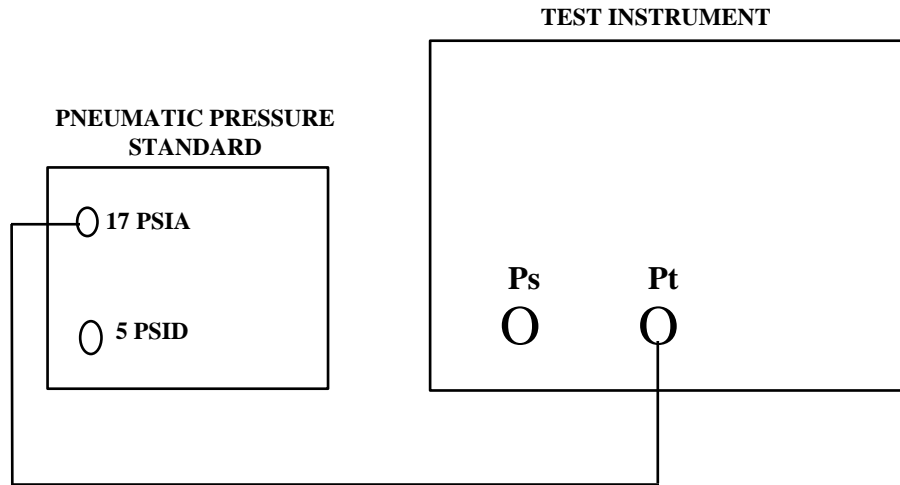 TEST INSTRUMENT
PNEUMATIC PRESSURE
STANDARD
17 PSIA
5 PSID
Ps
Pt